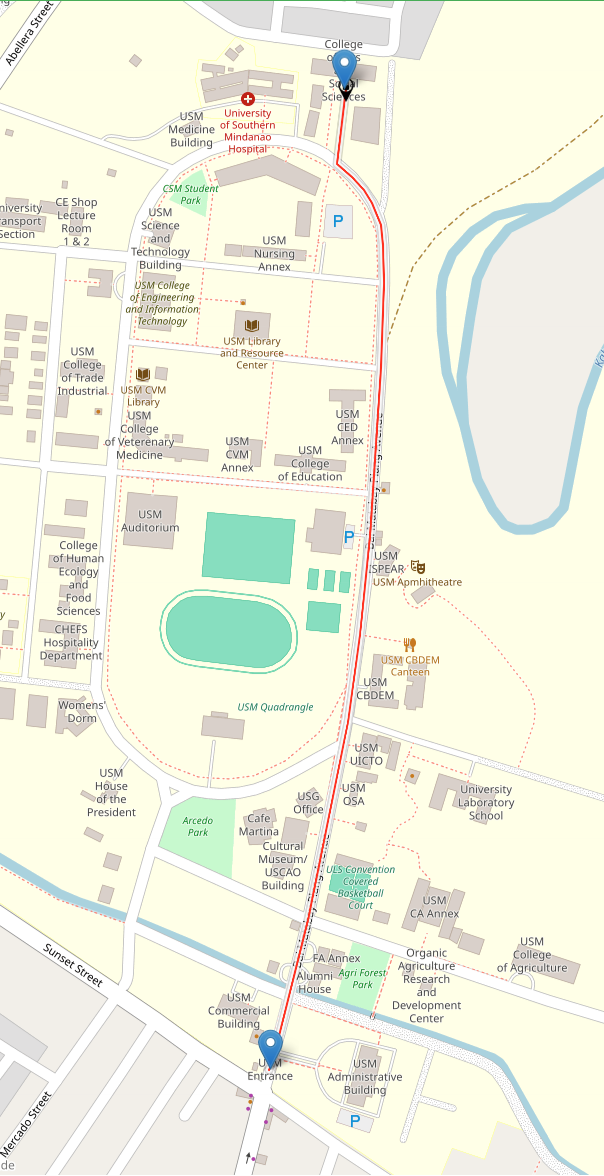 Abellera Street
College
Social
Sciences
University
of Southern
Mindanao
Hospital
USM
Medicine
Building
CSM Student
Park
CE Shop
Lecture
Room
1 & 2
Section
USM
Science
and
Technology
Building
P
USM
Nursing
Annex
USM College
of Engineering
and Information
Technology
USM Library
and Resource
Center
USM
College
of Trade
Industrial
USM CVM
Library
USM
College
of Veterenary
Medicine
USM
CED
Annex
USM
CVM
Annex
USM
College
of Education
USM
Auditorium
P
USM
SPEAR
USM Apmhitheatre
College
of Human
Ecology
and
Food
Sciences
CHEFS
Hospitality
Department
USM CBDEM
Canteen
USM
CBDEM
USM Quadrangle
Womens'
Dorm
USM
UICTO
USM
House
of the
President
USG
Office
USM
OSA
University
Laboratory
School
Arcedo
Park
Cafe
Martina
Cultural
Museum/
USCAO
Building
ULS Convention
Covered
Basketball
Court
USM
CA Annex
Sunset Street
FA Annex
Alumni
House
Agri Forest
Park
Organic
Agriculture
Research
and
Development
Center
USM
College
of Agriculture
USM
Commercial
Building
USM
Entrance
USM
Administrative
Building
P
Mercado Street